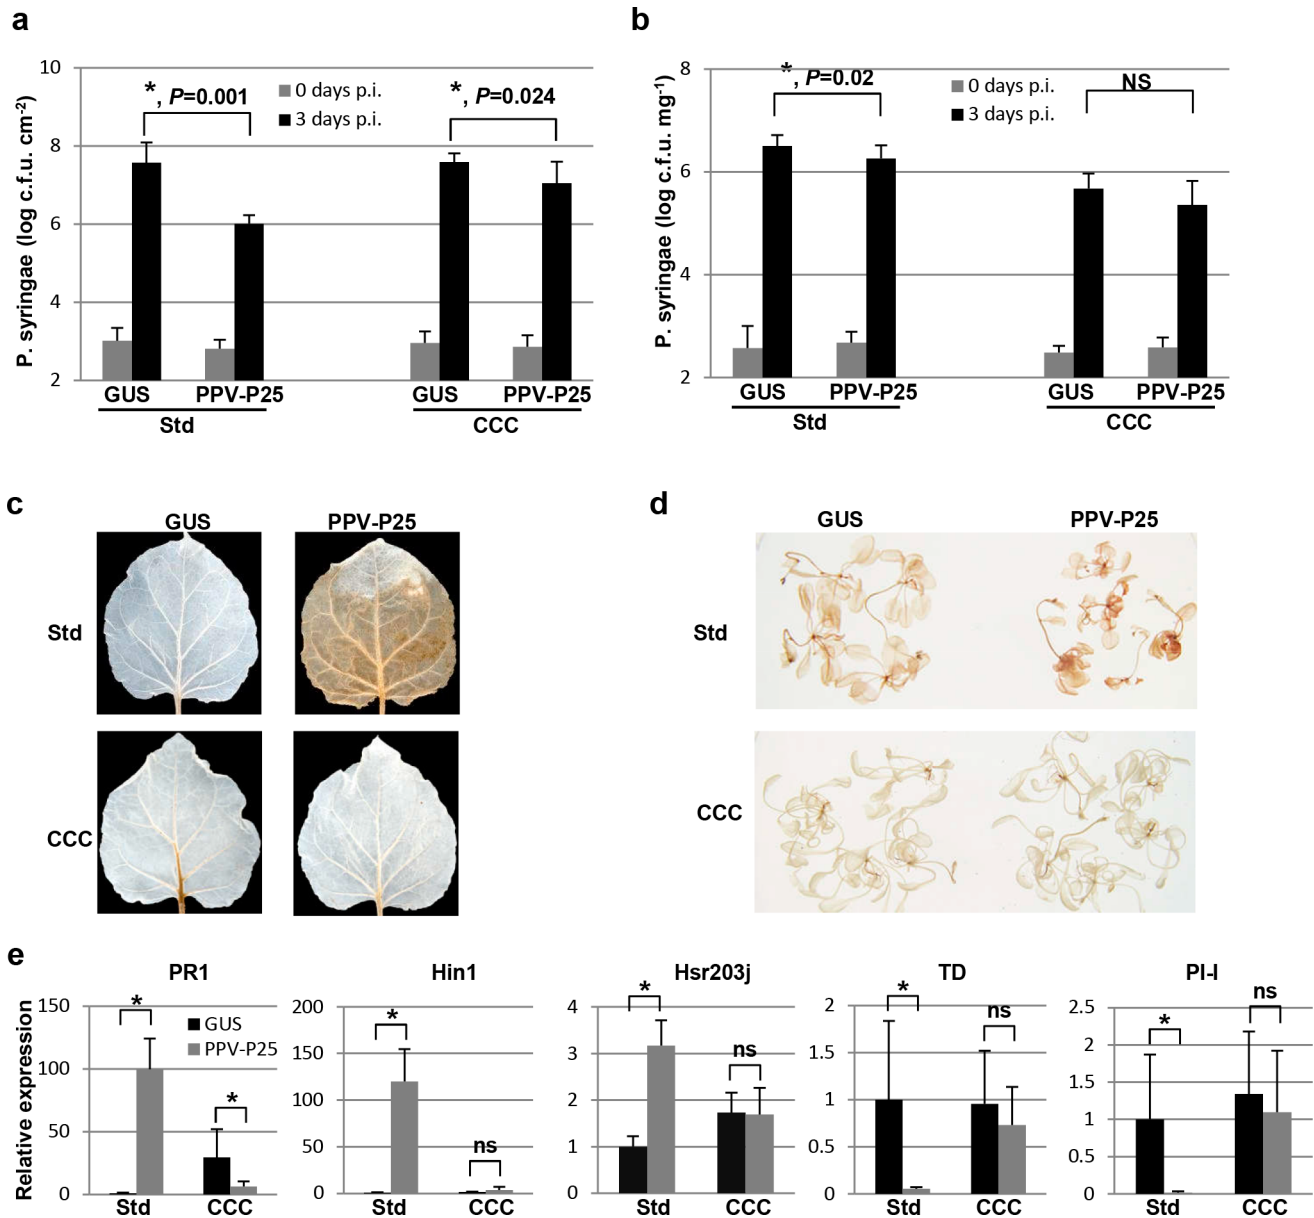 a
P. syringae (log c.f.u. cm-2)
10
8
6
4
2
*, P=0.001
0 days p.i.
3 days p.i.
*, P=0.024
GUS PPV-P25 GUS PPV-P25
Std CCC
b
P. syringae (log c.f.u. mg-1)
8
6
4
2
*, P=0.02
0 days p.i.
3 days p.i.
NS
GUS PPV-P25 GUS PPV-P25
Std CCC
c
GUS PPV-P25
Std
CCC
d
GUS PPV-P25
Std
CCC
e
Relative expression
PR1
150
100
50
0
*
GUS
PPV-P25
*
Std CCC
Hin1
200
150
100
50
0
*
ns
Std CCC
Hsr203j
4
3
2
1
0
*
ns
Std CCC
TD
2
1.5
1
0.5
0
*
ns
Std CCC
PI-I
2.5
2
1.5
1
0.5
0
*
ns
Std CCC